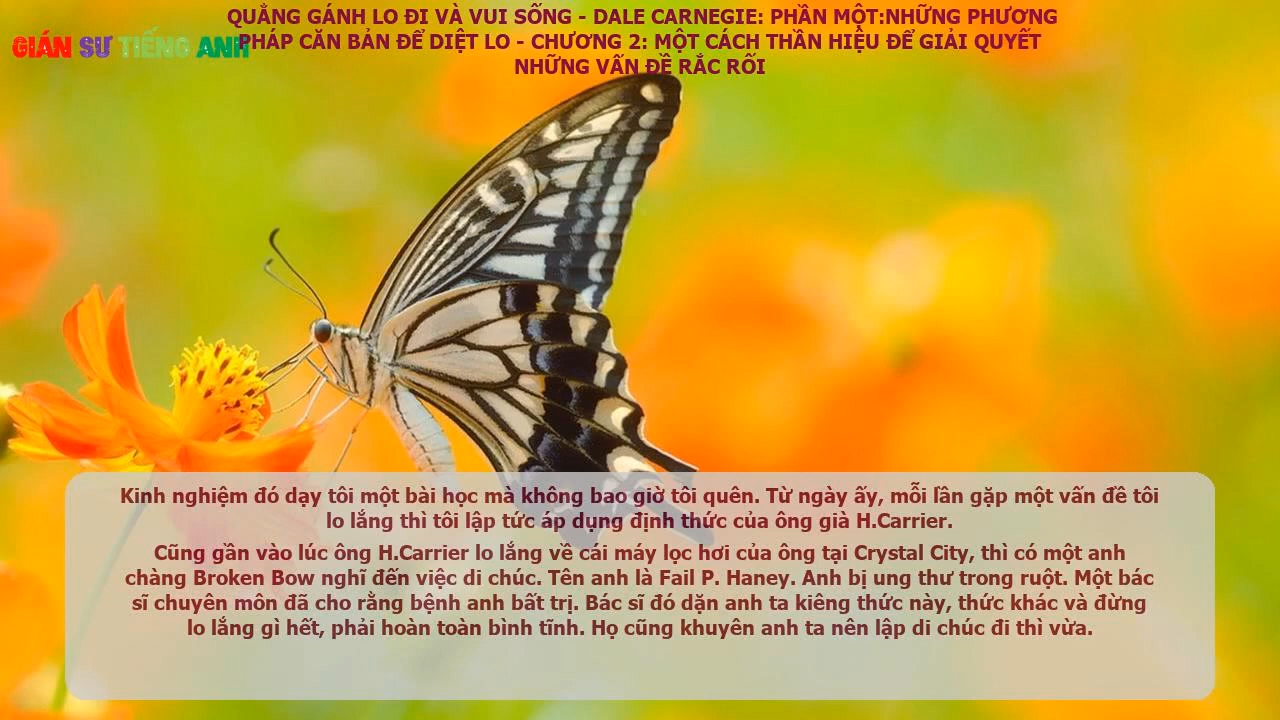 QUẲNG GÁNH LO ĐI VÀ VUI SỐNG - DALE CARNEGIE: PHẦN MỘT:NHỮNG PHƯƠNG
PHÁP CĂN BẢN ĐỂ DIỆT LO - CHƯƠNG 2: MỘT CÁCH THẦN HIỆU ĐỂ GIẢI QUYẾT
NHỮNG VẤN ĐỀ RẮC RỐI
GIÁN SƯ TIẾNG ANH
Kinh nghiệm đó dạy tôi một bài học mà không bao giờ tôi quên. Từ ngày ấy, mỗi lần gặp một vấn đề tôi
lo lắng thì tôi lập tức áp dụng định thức của ông già H.Carrier.
Cũng gần vào lúc ông H.Carrier lo lắng về cái máy lọc hơi của ông tại Crystal City, thì có một anh
chàng Broken Bow nghĩ đến việc di chúc. Tên anh là Fail P. Haney. Anh bị ung thư trong ruột. Một bác
sĩ chuyên môn đã cho rằng bệnh anh bất trị. Bác sĩ đó dặn anh ta kiêng thức này, thức khác và đừng
lo lắng gì hết, phải hoàn toàn bình tĩnh. Họ cũng khuyên anh ta nên lập di chúc đi thì vừa.